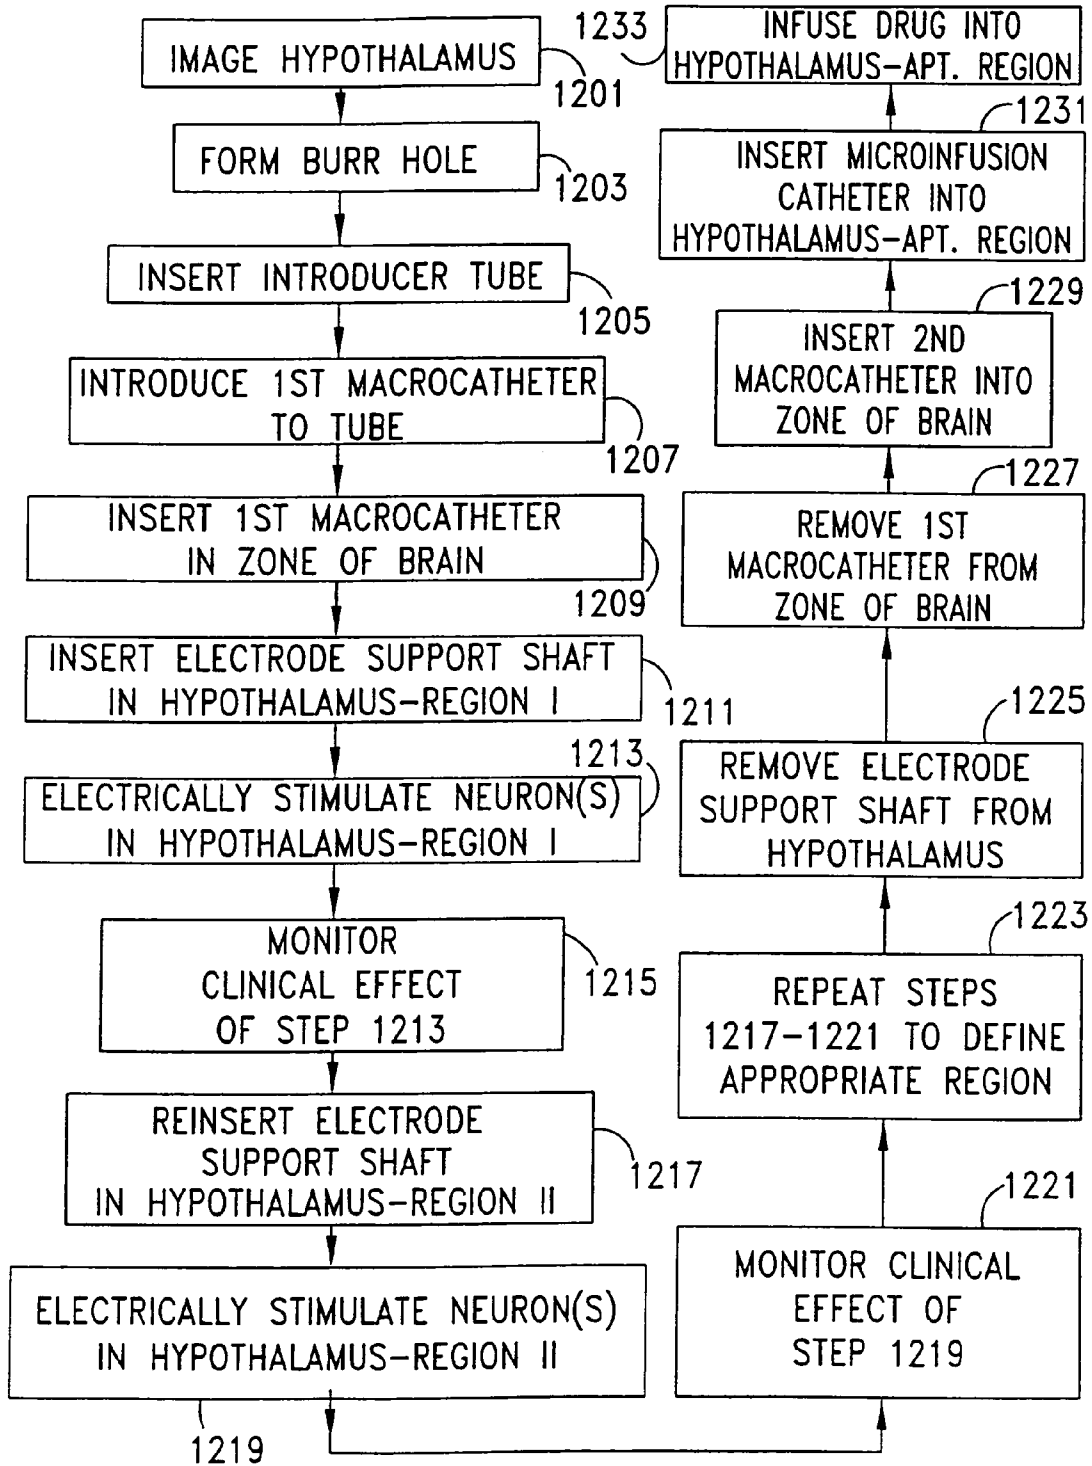 IMAGE HYPOTHALAMUS
1201
FORM BURR HOLE
1203
INSERT INTRODUCER TUBE
1205
INTRODUCE 1ST MACROCATHETER
TO TUBE
1207
INSERT 1ST MACROCATHETER
IN ZONE OF BRAIN
1209
INSERT ELECTRODE SUPPORT SHAFT
IN HYPOTHALAMUS-REGION I
1211
1213
ELECTRICALLY STIMULATE NEURON(S)
IN HYPOTHALAMUS-REGION I
MONITOR
CLINICAL EFFECT
OF STEP 1213
1215
REINSERT ELECTRODE
SUPPORT SHAFT
IN HYPOTHALAMUS-REGION II
1217
ELECTRICALLY STIMULATE NEURON(S)
IN HYPOTHALAMUS-REGION II
1219
1221
MONITOR CLINICAL
EFFECT OF
STEP 1219
1223
REPEAT STEPS
1217-1221 TO DEFINE
APPROPRIATE REGION
1225
REMOVE ELECTRODE
SUPPORT SHAFT FROM
HYPOTHALAMUS
1227
REMOVE 1ST
MACROCATHETER FROM
ZONE OF BRAIN
1229
INSERT 2ND
MACROCATHETER INTO
ZONE OF BRAIN
1231
INSERT MICROINFUSION
CATHETER INTO
HYPOTHALAMUS-APT. REGION
1233
INFUSE DRUG INTO
HYPOTHALAMUS-APT. REGION